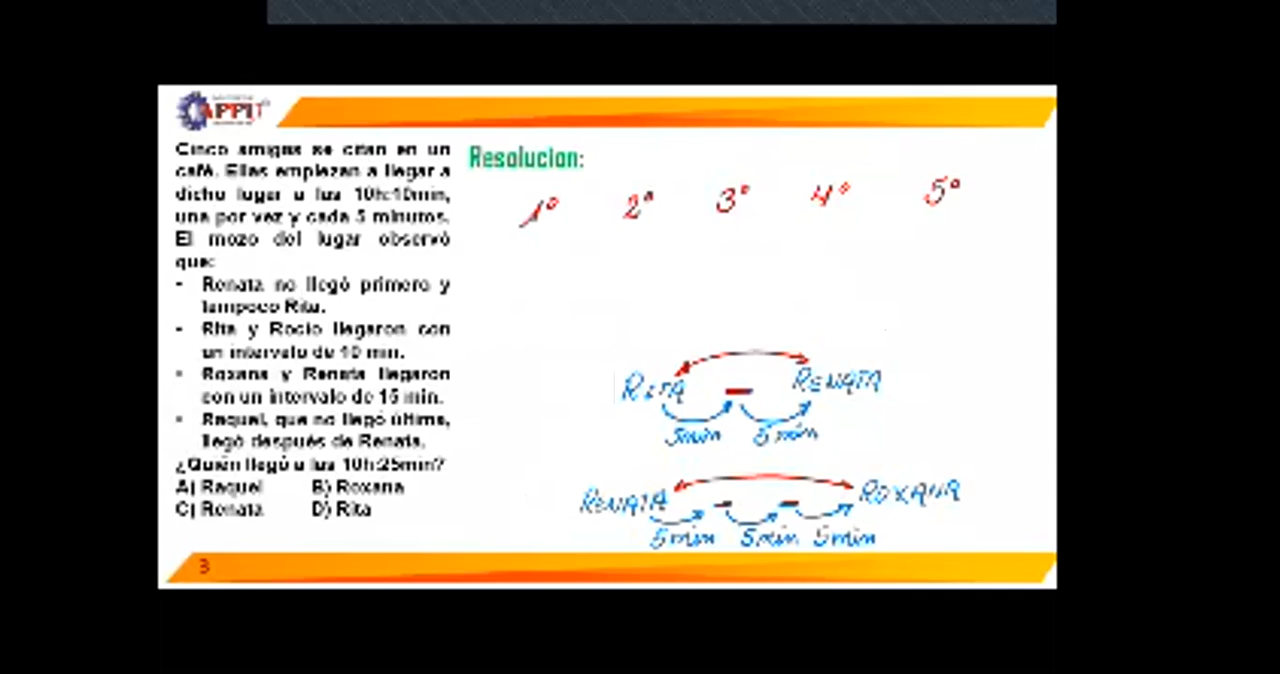 APPU
Cinco amigas se citan en un
café. Ellas empiezan a llegar a
dicho lugar a las 10h:10min,
una por vez y cada 5 minutos.
El mozo del lugar observó
que:
- Renata no llegó primero y
tampoco Rita.
- Rita y Rocío llegaron con
un intervalo de 10 min.
- Roxana y Renata llegaron
con un intervalo de 15 min.
- Raquel, que no llegó última,
llegó después de Renata.
¿Quién llegó a las 10h:25min?
A) Raquel B) Roxana
C) Renata D) Rita
Resolucion:
1° 2° 3° 4° 5°
RITA RENATA
5min 5min
RENATA ROXANA
5min 5min 5min
3